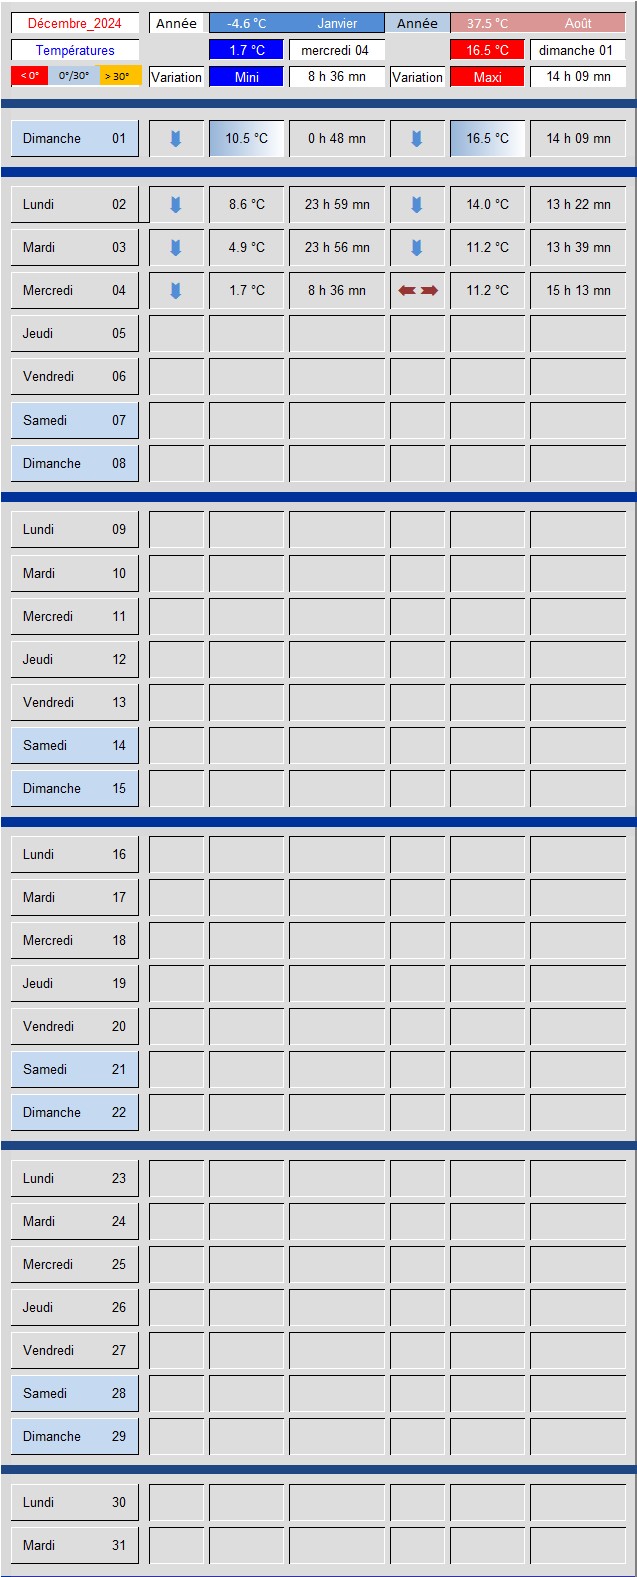 Décembre_2024 Année -4.6 °C Janvier Année 37.5 °C Août
Températures 1.7 °C mercredi 04 16.5 °C dimanche 01
< 0° 0°/30° > 30° Variation Mini 8 h 36 mn Variation Maxi 14 h 09 mn
Dimanche 01 10.5 °C 0 h 48 mn 16.5 °C 14 h 09 mn
Lundi 02 8.6 °C 23 h 59 mn 14.0 °C 13 h 22 mn
Mardi 03 4.9 °C 23 h 56 mn 11.2 °C 13 h 39 mn
Mercredi 04 1.7 °C 8 h 36 mn 11.2 °C 15 h 13 mn
Jeudi 05
Vendredi 06
Samedi 07
Dimanche 08
Lundi 09
Mardi 10
Mercredi 11
Jeudi 12
Vendredi 13
Samedi 14
Dimanche 15
Lundi 16
Mardi 17
Mercredi 18
Jeudi 19
Vendredi 20
Samedi 21
Dimanche 22
Lundi 23
Mardi 24
Mercredi 25
Jeudi 26
Vendredi 27
Samedi 28
Dimanche 29
Lundi 30
Mardi 31